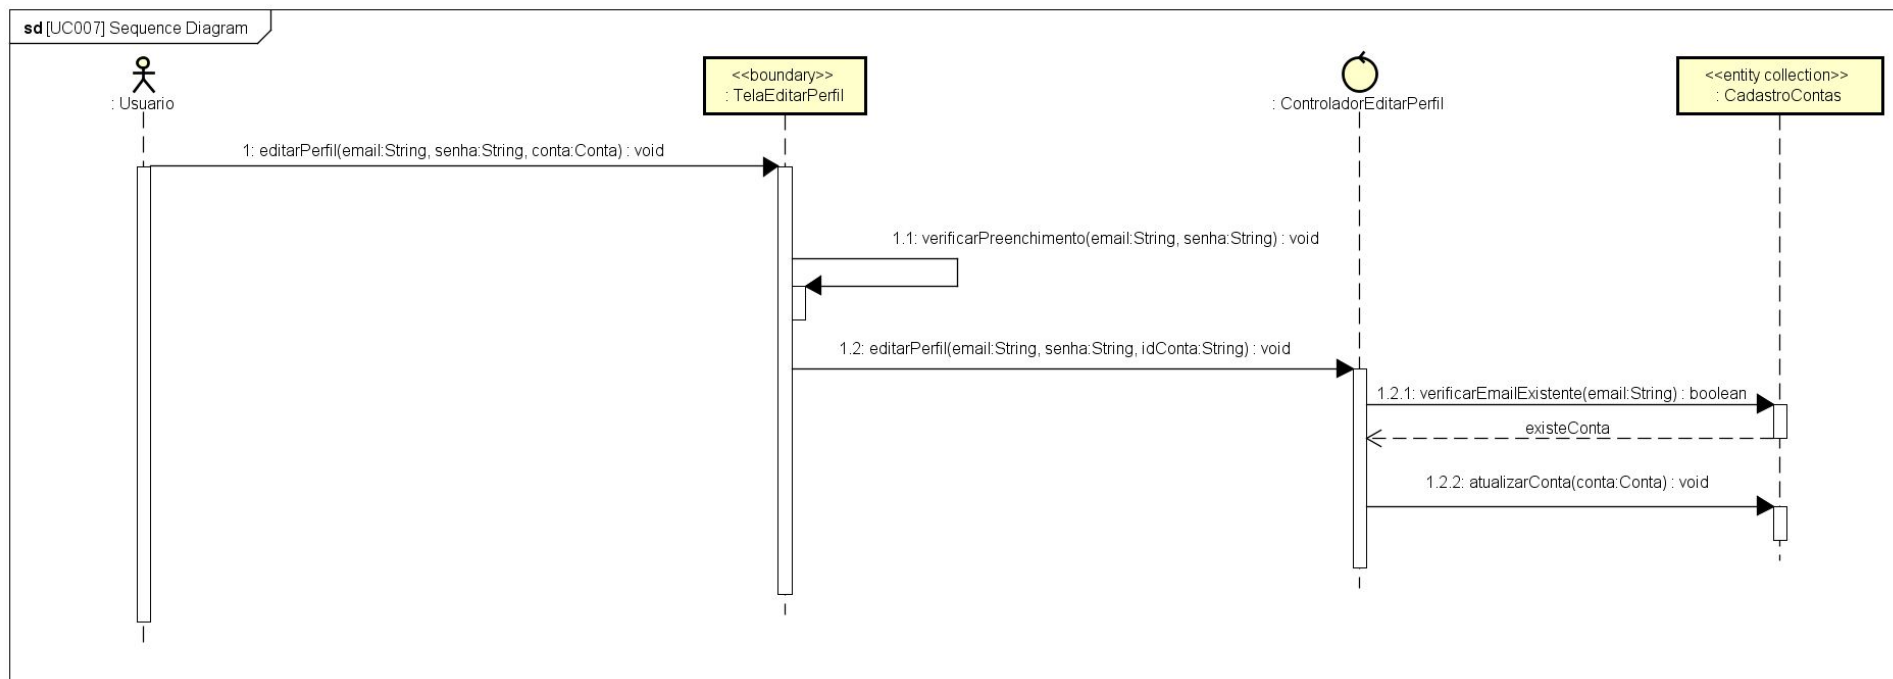 sd [UC007] Sequence Diagram
: Usuario
<<boundary>>
: TelaEditarPerfil
: ControladorEditarPerfil
<<entity collection>>
: CadastroContas
1: editarPerfil(email:String, senha:String, conta:Conta) : void
1.1: verificarPreenchimento(email:String, senha:String) : void
1.2: editarPerfil(email:String, senha:String, idConta:String) : void
1.2.1: verificarEmailExistente(email:String) : boolean
existeConta
1.2.2: atualizarConta(conta:Conta) : void